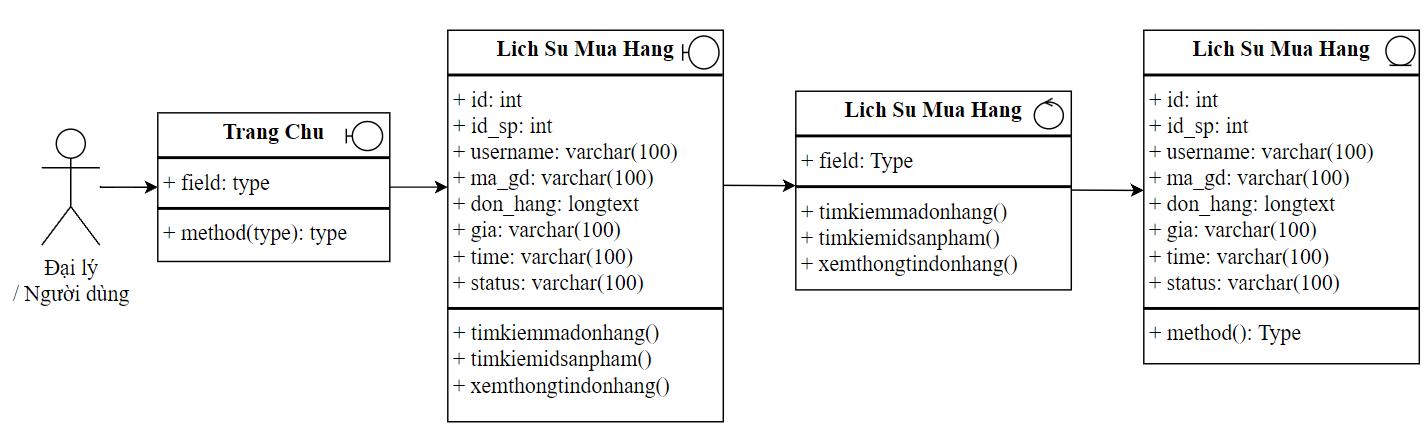 Đại lý
/ Người dùng
Trang Chu
+ field: type
+ method(type): type
Lich Su Mua Hang
+ id: int
+ id_sp: int
+ username: varchar(100)
+ ma_gd: varchar(100)
+ don_hang: longtext
+ gia: varchar(100)
+ time: varchar(100)
+ status: varchar(100)
+ timkiemmadonhang()
+ timkiemidsanpham()
+ xemthongtindonhang()
Lich Su Mua Hang
+ field: Type
+ timkiemmadonhang()
+ timkiemidsanpham()
+ xemthongtindonhang()
Lich Su Mua Hang
+ id: int
+ id_sp: int
+ username: varchar(100)
+ ma_gd: varchar(100)
+ don_hang: longtext
+ gia: varchar(100)
+ time: varchar(100)
+ status: varchar(100)
+ method(): Type